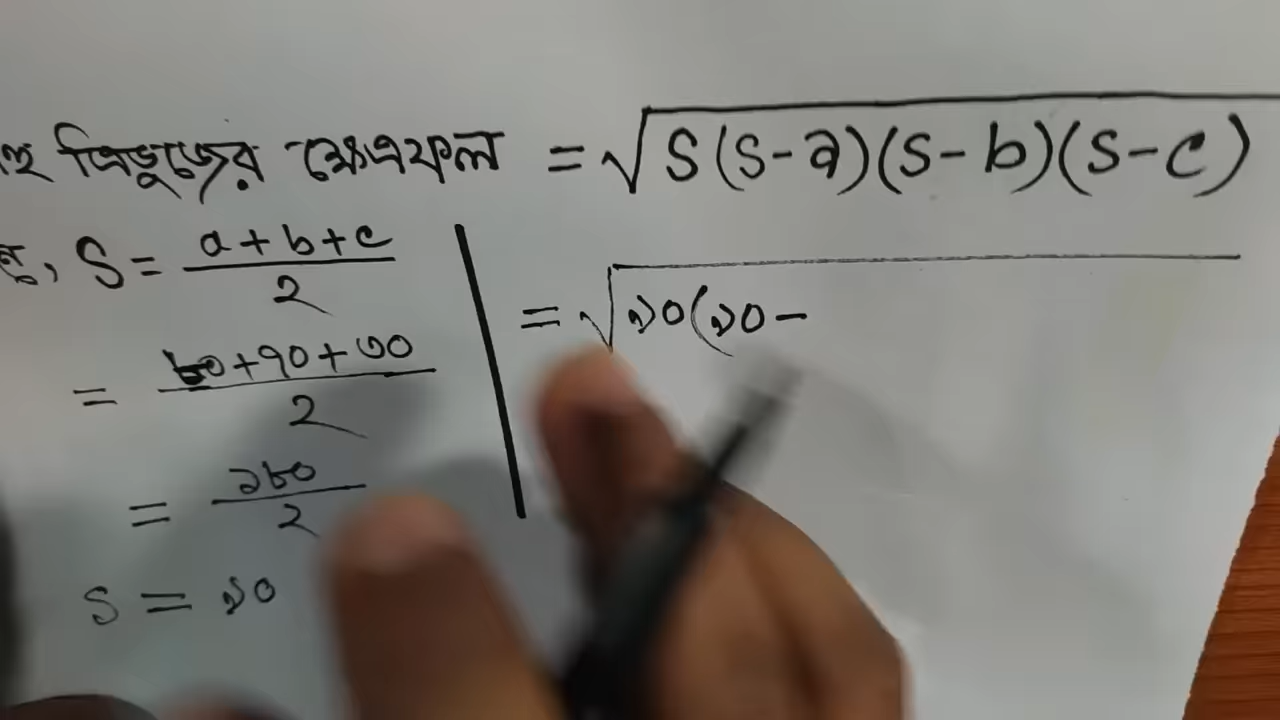 ত্রিভুজের ক্ষেত্রফল = √S(S-a)(S-b)(S-c)
S = a+b+c / 2
= ৮০+৭০+৩০ / 2
= ১৮০ / 2
S = ৯০
= √৯০(৯০-